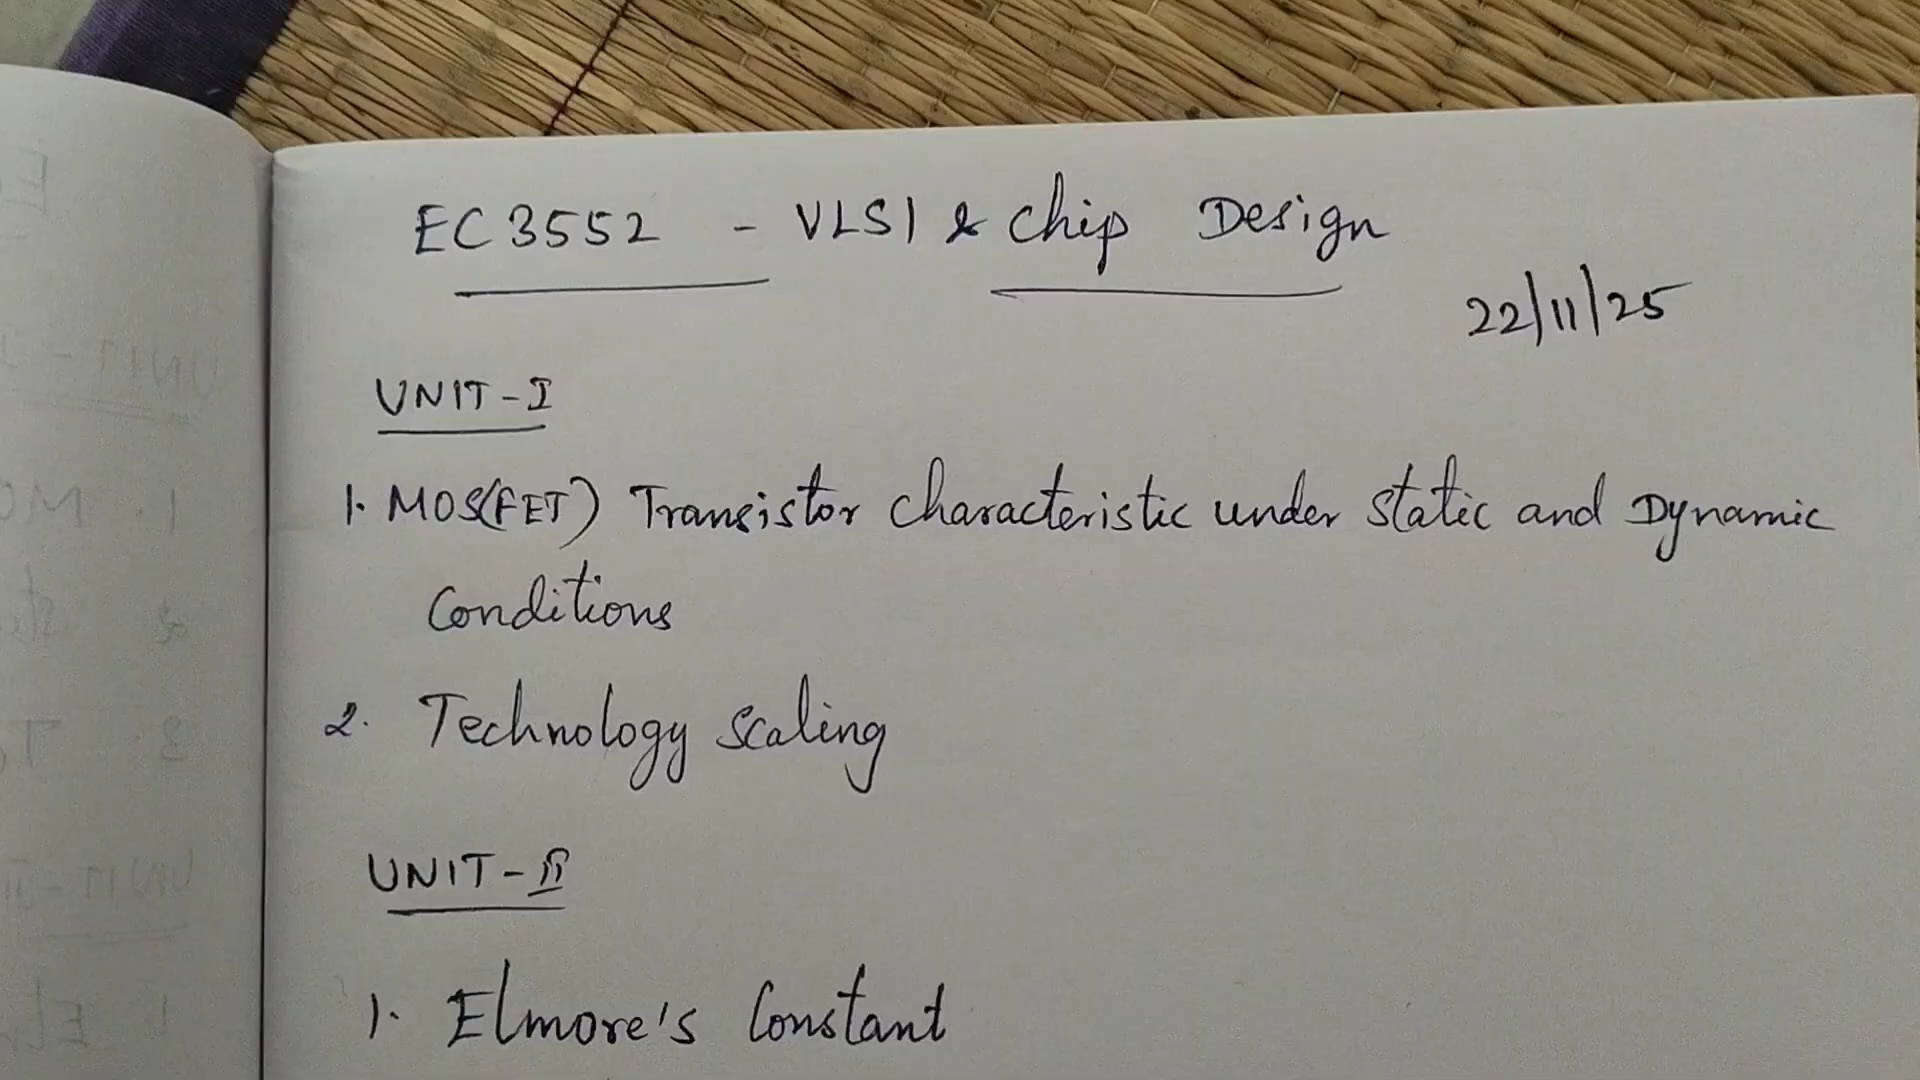 EC3552 - VLSI & Chip Design
22/11/25
UNIT-I
1. MOS(FET) Transistor characteristic under static and Dynamic
Conditions
2. Technology Scaling
UNIT-II
1. Elmore's Constant